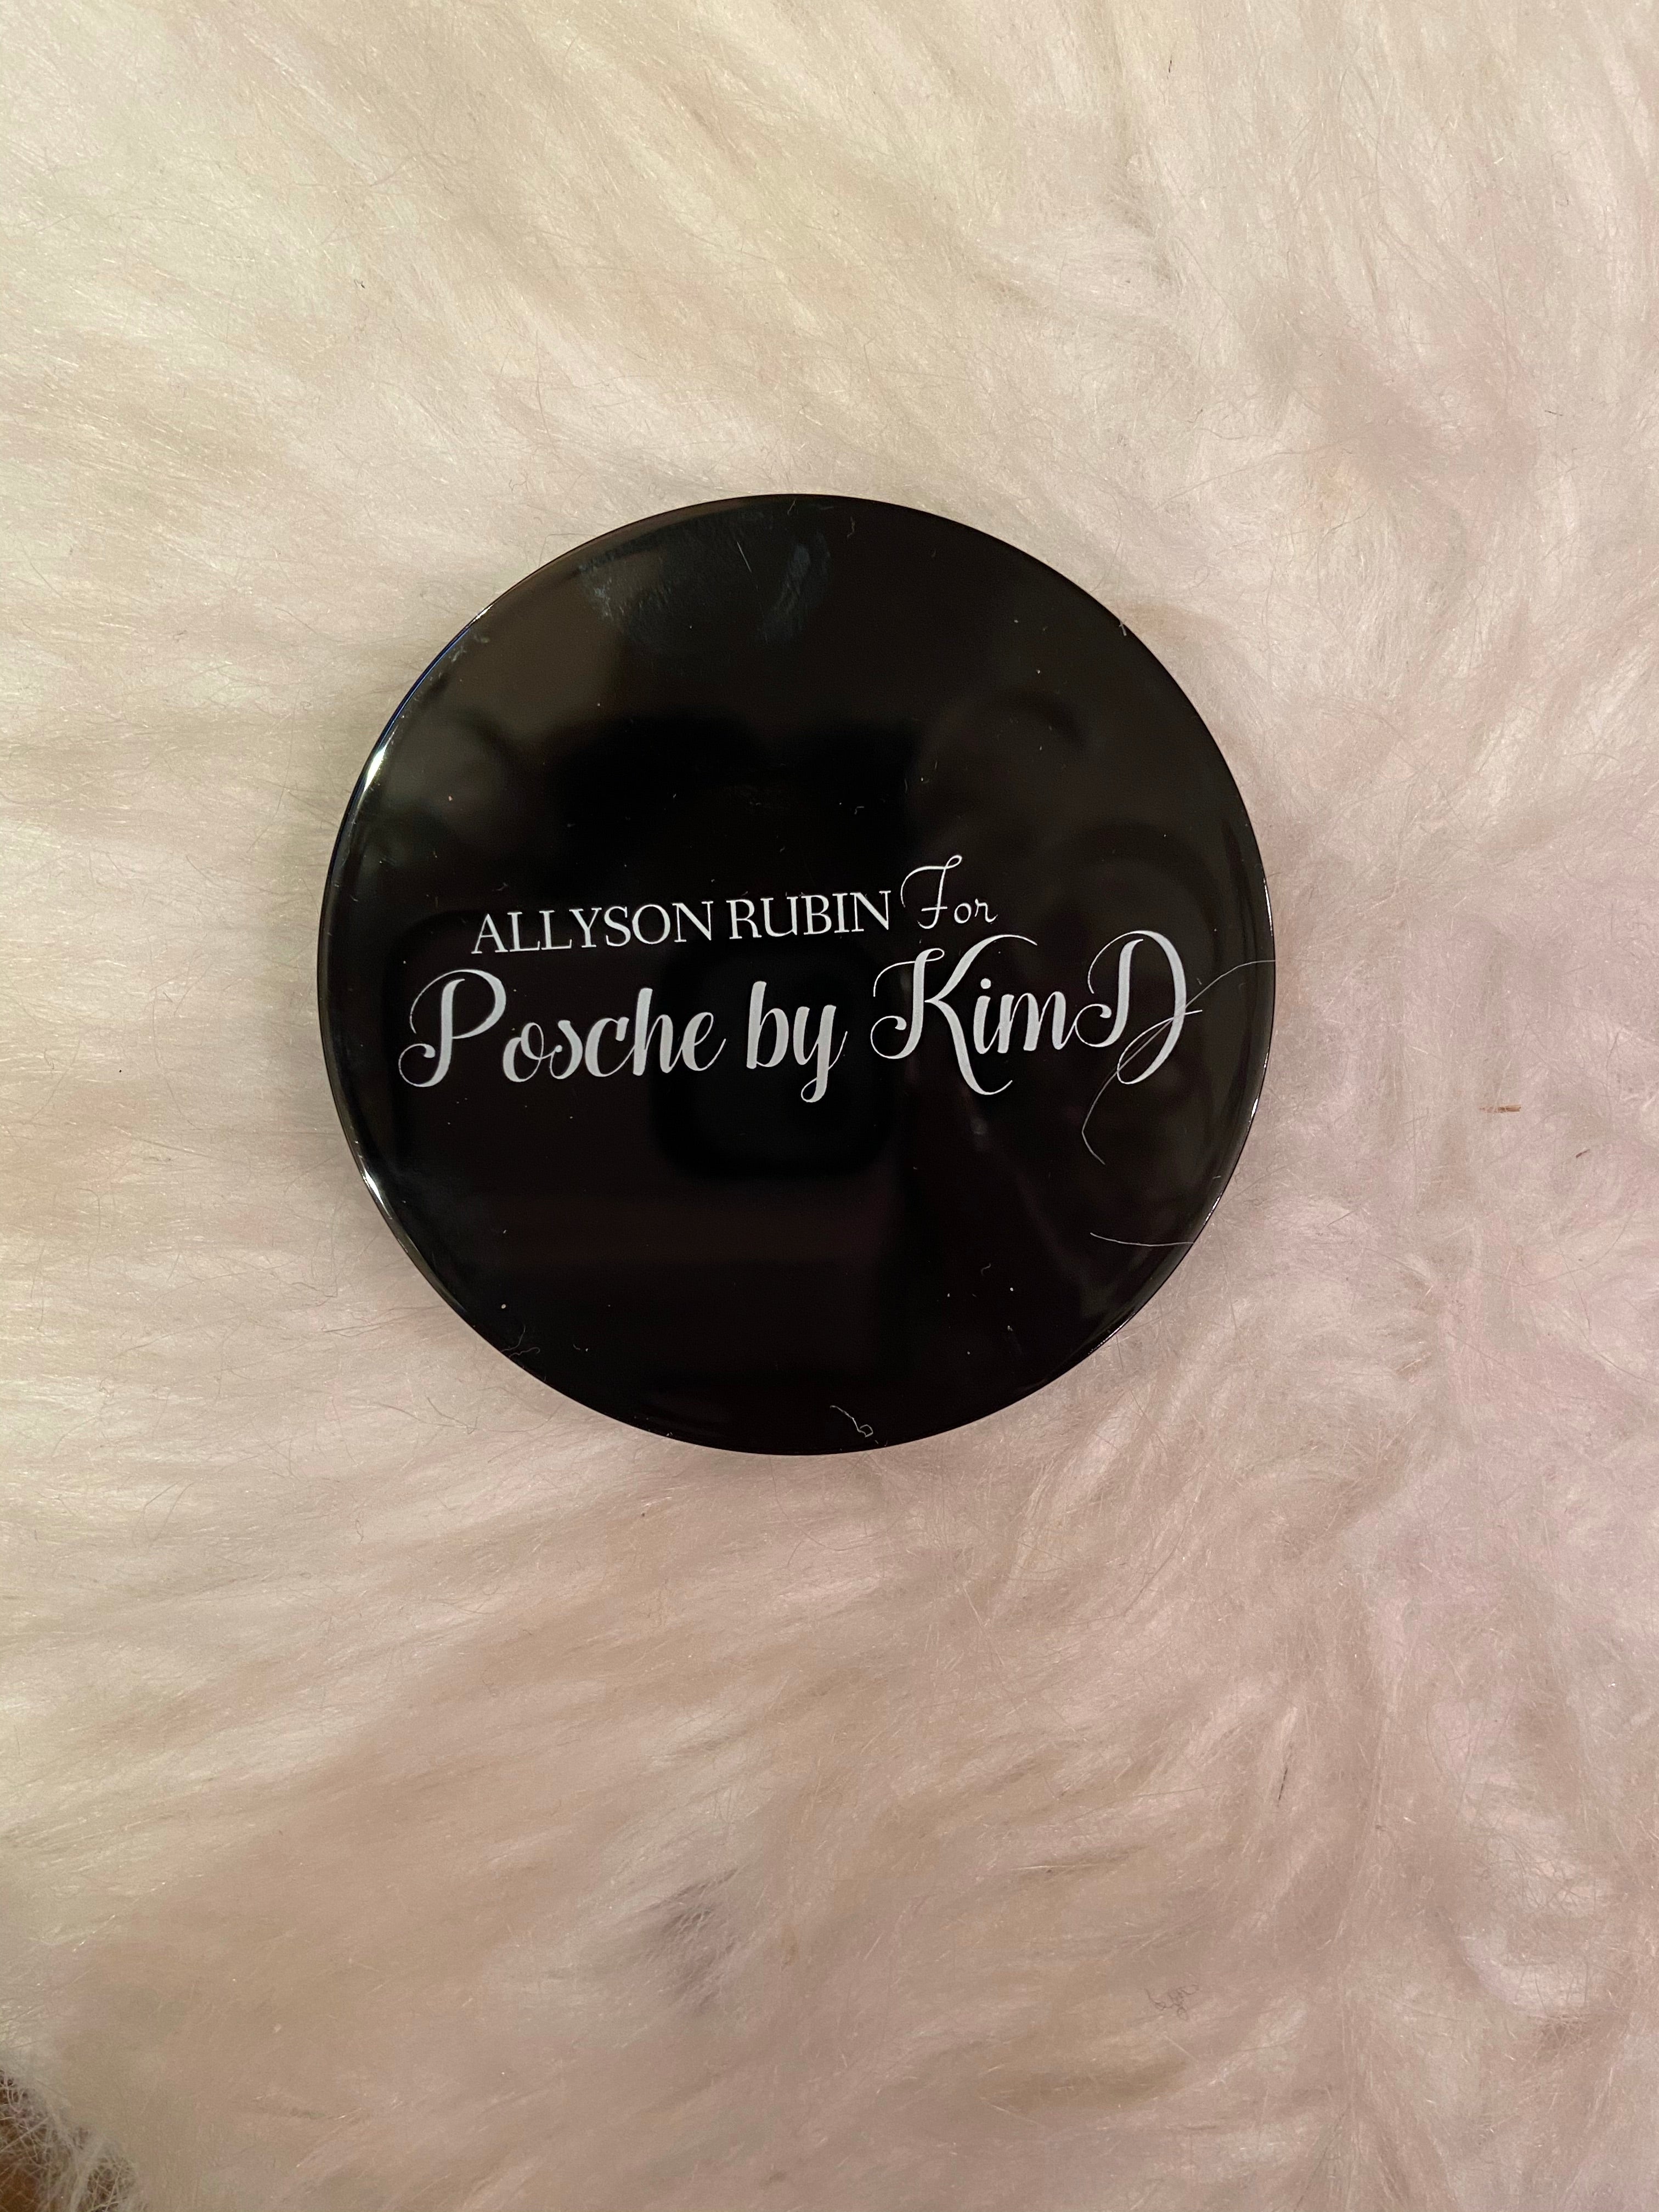 ALLYSON RUBIN For
Posche by KimD